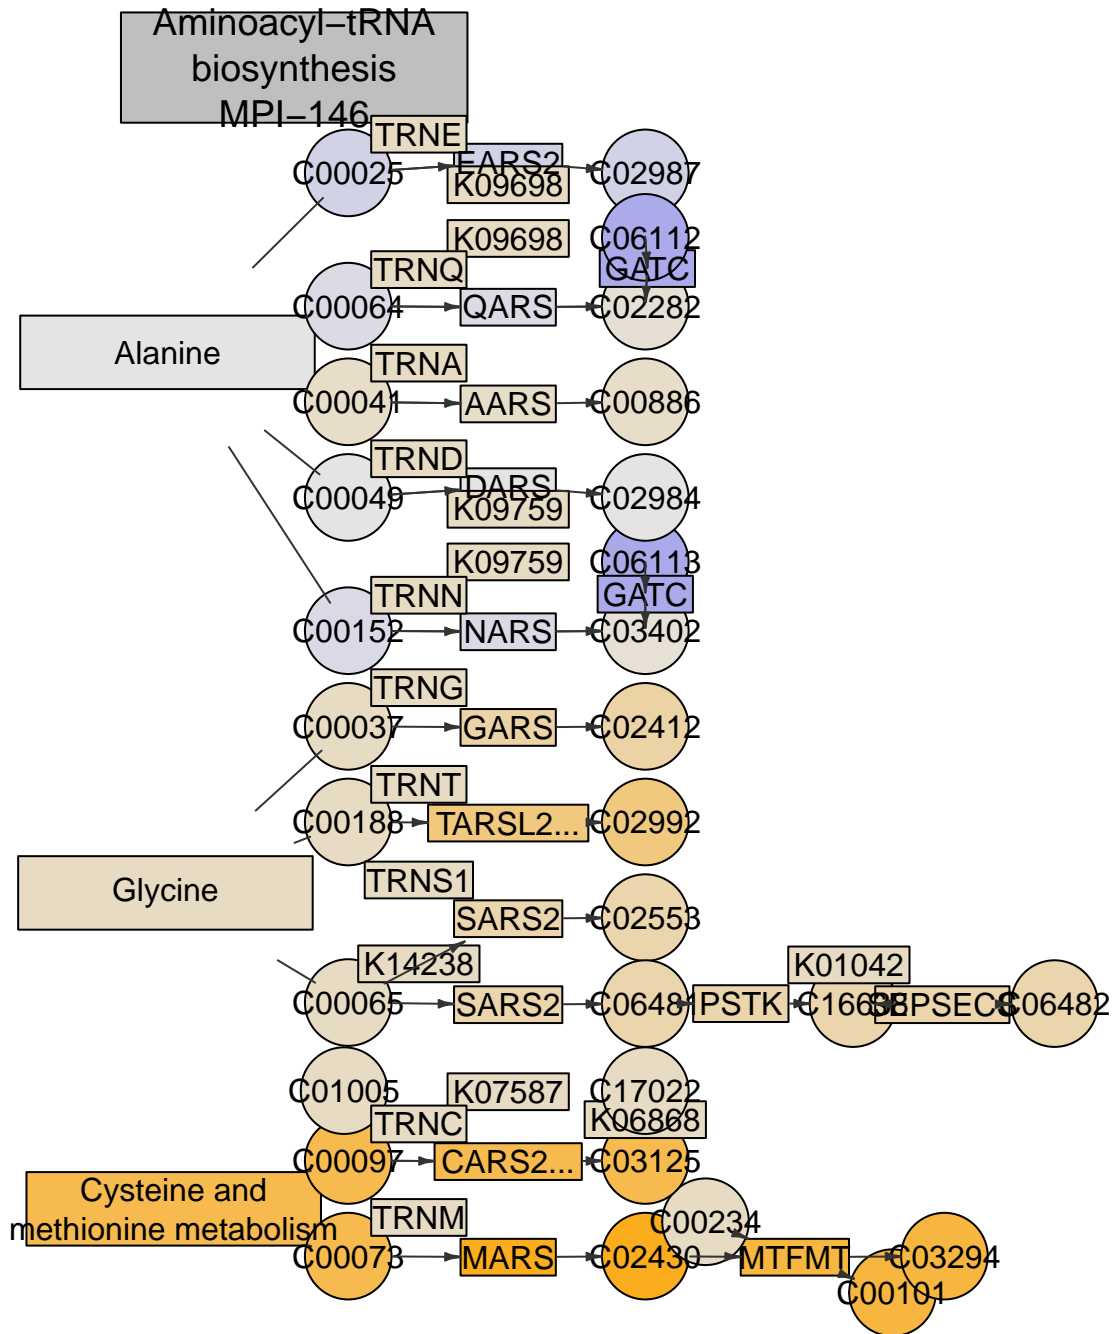 Aminoacyl−tRNA
biosynthesis
MPI−146
TRNE
C00025
EARS2
C02987
K09698
K09698
C06112
TRNQ
GATC
C00064
QARS
C02282
Alanine
TRNA
C00041
AARS
C00886
TRND
C00049
DARS
C02984
K09759
K09759
C06113
TRNN
GATC
C00152
NARS
C03402
TRNG
C00037
GARS
C02412
TRNT
C00188
TARSL2...
C02992
Glycine
TRNS1
SARS2
C02553
K14238
K01042
C00065
SARS2
C06481
PSTK
SEPSECS
C06482
C01005
K07587
C17022
TRNC
K06868
C00097
CARS2...
C03125
Cysteine and
methionine metabolism
TRNM
C00234
C00073
MARS
C02430
MTFMT
C03294
C00101